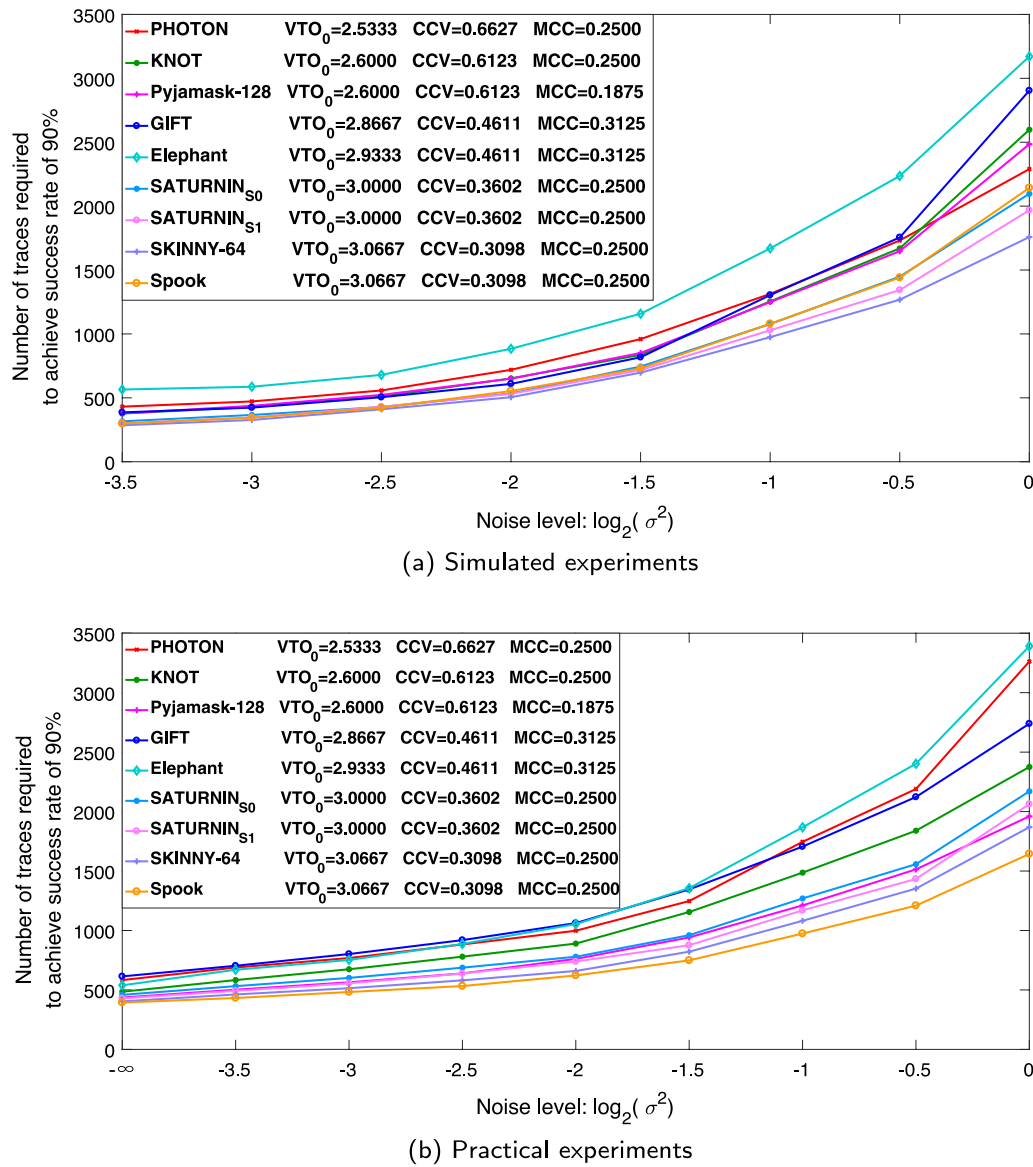 3500
3000
2500
2000
1500
1000
500
0
Number of traces required
to achieve success rate of 90%
PHOTON VTO0=2.5333 CCV=0.6627 MCC=0.2500
KNOT VTO0=2.6000 CCV=0.6123 MCC=0.2500
Pyjamask-128 VTO0=2.6000 CCV=0.6123 MCC=0.1875
GIFT VTO0=2.8667 CCV=0.4611 MCC=0.3125
Elephant VTO0=2.9333 CCV=0.4611 MCC=0.3125
SATURNINS0 VTO0=3.0000 CCV=0.3602 MCC=0.2500
SATURNINS1 VTO0=3.0000 CCV=0.3602 MCC=0.2500
SKINNY-64 VTO0=3.0667 CCV=0.3098 MCC=0.2500
Spook VTO0=3.0667 CCV=0.3098 MCC=0.2500
-3.5 -3 -2.5 -2 -1.5 -1 -0.5 0
Noise level: log2( σ2)
(a) Simulated experiments
3500
3000
2500
2000
1500
1000
500
0
Number of traces required
to achieve success rate of 90%
PHOTON VTO0=2.5333 CCV=0.6627 MCC=0.2500
KNOT VTO0=2.6000 CCV=0.6123 MCC=0.2500
Pyjamask-128 VTO0=2.6000 CCV=0.6123 MCC=0.1875
GIFT VTO0=2.8667 CCV=0.4611 MCC=0.3125
Elephant VTO0=2.9333 CCV=0.4611 MCC=0.3125
SATURNINS0 VTO0=3.0000 CCV=0.3602 MCC=0.2500
SATURNINS1 VTO0=3.0000 CCV=0.3602 MCC=0.2500
SKINNY-64 VTO0=3.0667 CCV=0.3098 MCC=0.2500
Spook VTO0=3.0667 CCV=0.3098 MCC=0.2500
-∞ -3.5 -3 -2.5 -2 -1.5 -1 -0.5 0
Noise level: log2( σ2)
(b) Practical experiments